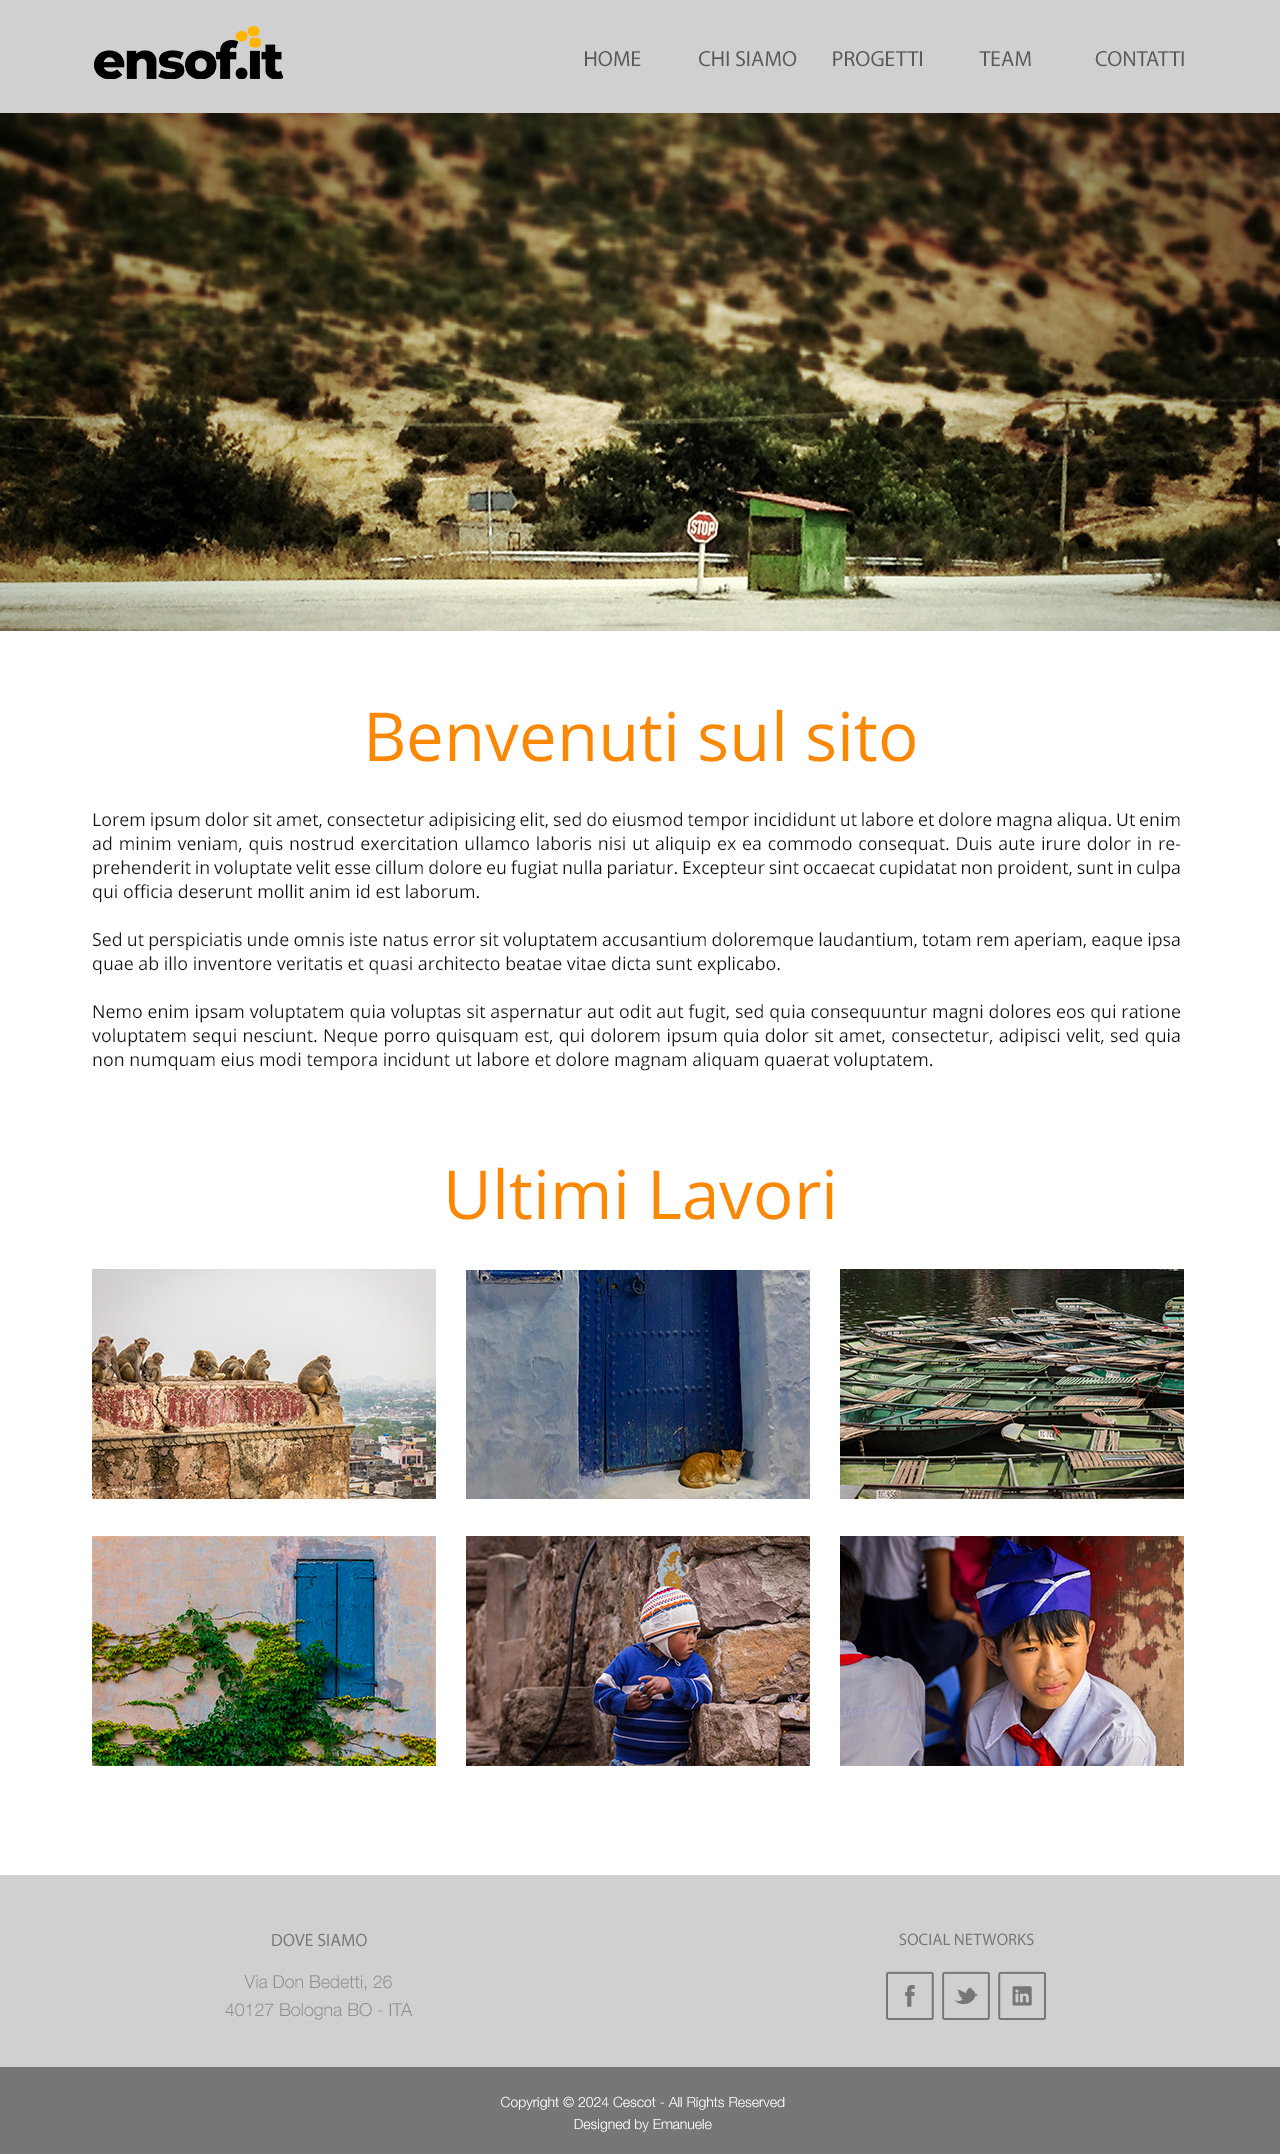 ensof.it
HOME CHI SIAMO PROGETTI TEAM CONTATTI
STOP
Benvenuti sul sito
Lorem ipsum dolor sit amet, consectetur adipisicing elit, sed do eiusmod tempor incididunt ut labore et dolore magna aliqua. Ut enim
ad minim veniam, quis nostrud exercitation ullamco laboris nisi ut aliquip ex ea commodo consequat. Duis aute irure dolor in re-
prehenderit in voluptate velit esse cillum dolore eu fugiat nulla pariatur. Excepteur sint occaecat cupidatat non proident, sunt in culpa
qui officia deserunt mollit anim id est laborum.
Sed ut perspiciatis unde omnis iste natus error sit voluptatem accusantium doloremque laudantium, totam rem aperiam, eaque ipsa
quae ab illo inventore veritatis et quasi architecto beatae vitae dicta sunt explicabo.
Nemo enim ipsam voluptatem quia voluptas sit aspernatur aut odit aut fugit, sed quia consequuntur magni dolores eos qui ratione
voluptatem sequi nesciunt. Neque porro quisquam est, qui dolorem ipsum quia dolor sit amet, consectetur, adipisci velit, sed quia
non numquam eius modi tempora incidunt ut labore et dolore magnam aliquam quaerat voluptatem.
Ultimi Lavori
DOVE SIAMO
Via Don Bedetti, 26
40127 Bologna BO - ITA
SOCIAL NETWORKS
Copyright © 2024 Cescot - All Rights Reserved
Designed by Emanuele